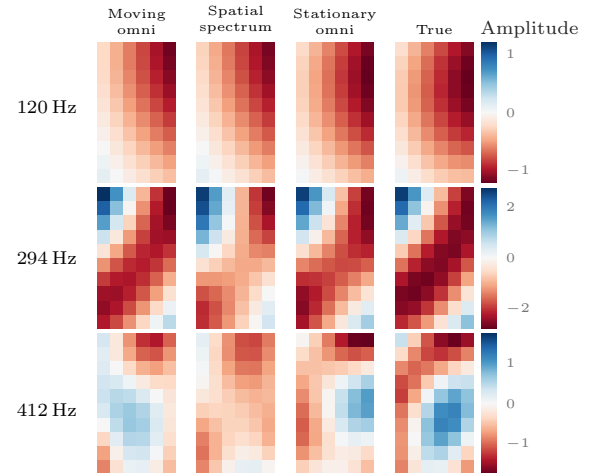 Moving omni
Spatial spectrum
Stationary omni
True
Amplitude
120 Hz
1
0
−1
294 Hz
2
0
−2
412 Hz
1
0
−1